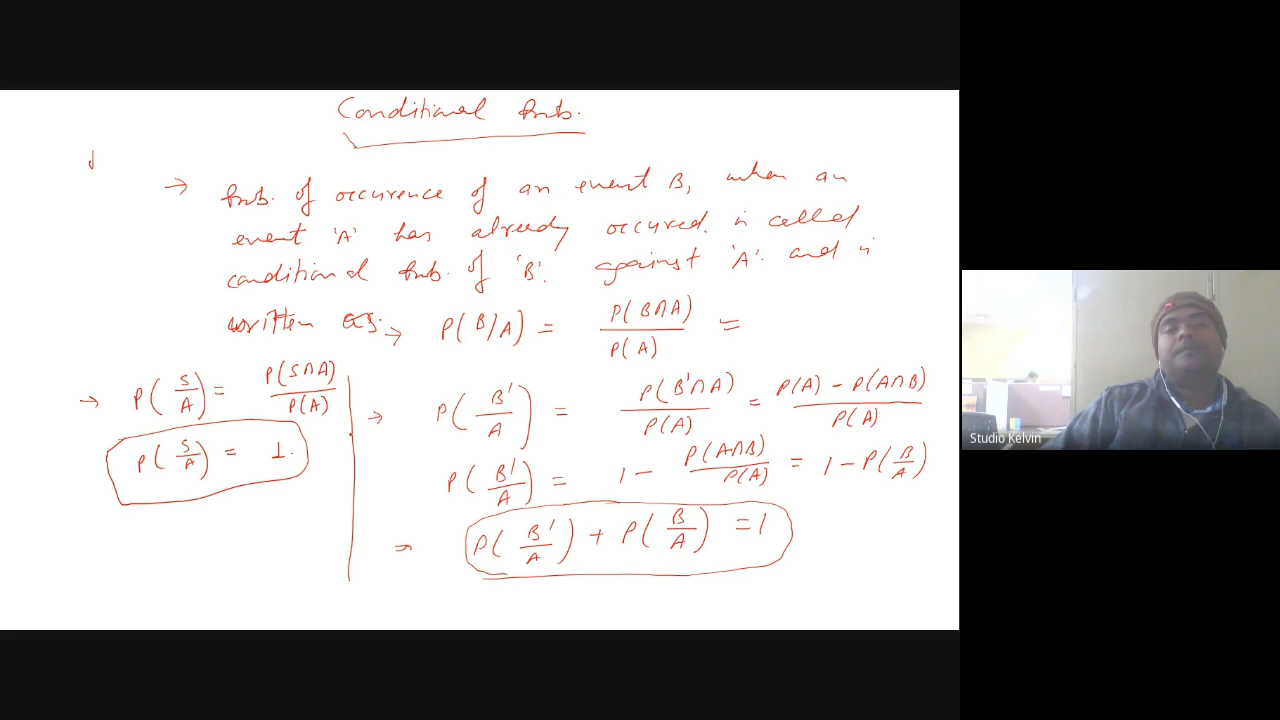 Conditional Prob.
→ Prob. of occurence of an event B, when an
event 'A' has already occured. is called
conditional Prob. of 'B'. against 'A'. and is
written as. → P(B/A) = P(B∩A)/P(A) =
→ P(S/A) = P(S∩A)/P(A)
P(S/A) = 1.
→ P(B'/A) = P(B'∩A)/P(A) = P(A) - P(A∩B)/P(A)
P(B'/A) = 1 - P(A∩B)/P(A) = 1 - P(B/A)
⇒ P(B'/A) + P(B/A) = 1
Studio Kelvin